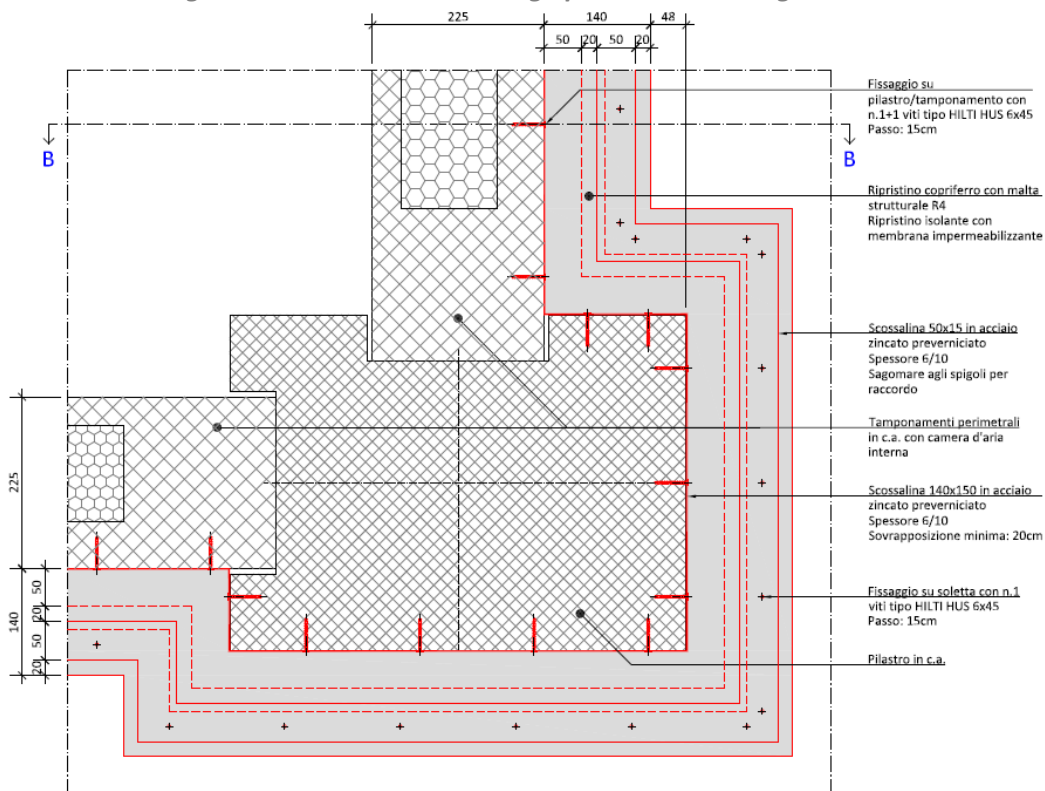 225
140
48
50
20
50
20
Fissaggio su
pilastro/tamponamento con
n.1+1 viti tipo HILTI HUS 6x45
Passo: 15cm
B
B
Ripristino copriferro con malta
strutturale R4
Ripristino isolante con
membrana impermeabilizzante
Scossalina 50x15 in acciaio
zincato preverniciato
Spessore 6/10
Sagomare agli spigoli per
raccordo
Tamponamenti perimetrali
in c.a. con camera d'aria
interna
225
Scossalina 140x150 in acciaio
zincato preverniciato
Spessore 6/10
Sovrapposizione minima: 20cm
140
50
20
50
20
Fissaggio su soletta con n.1
viti tipo HILTI HUS 6x45
Passo: 15cm
Pilastro in c.a.